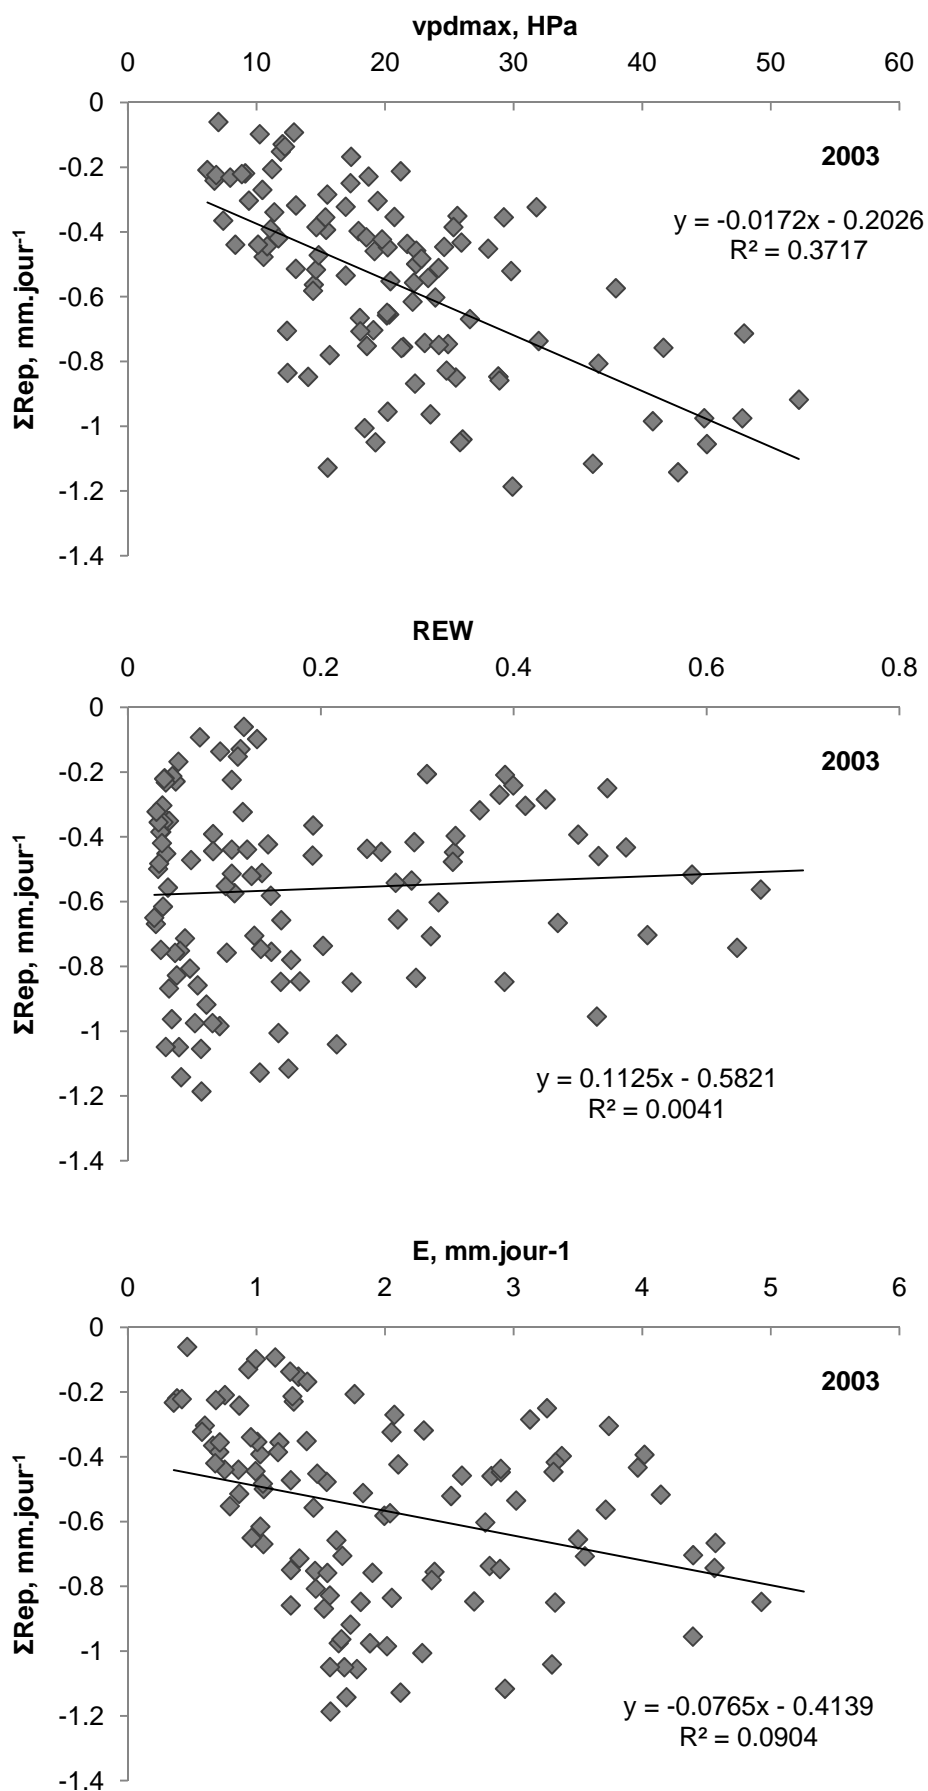 vpdmax, HPa
0 10 20 30 40 50 60
0
-0.2
-0.4
-0.6
-0.8
-1
-1.2
-1.4
ΣRep, mm.jour-1
2003
y = -0.0172x - 0.2026
R² = 0.3717
REW
0 0.2 0.4 0.6 0.8
0
-0.2
-0.4
-0.6
-0.8
-1
-1.2
-1.4
ΣRep, mm.jour-1
2003
y = 0.1125x - 0.5821
R² = 0.0041
E, mm.jour-1
0 1 2 3 4 5 6
0
-0.2
-0.4
-0.6
-0.8
-1
-1.2
-1.4
ΣRep, mm.jour-1
2003
y = -0.0765x - 0.4139
R² = 0.0904